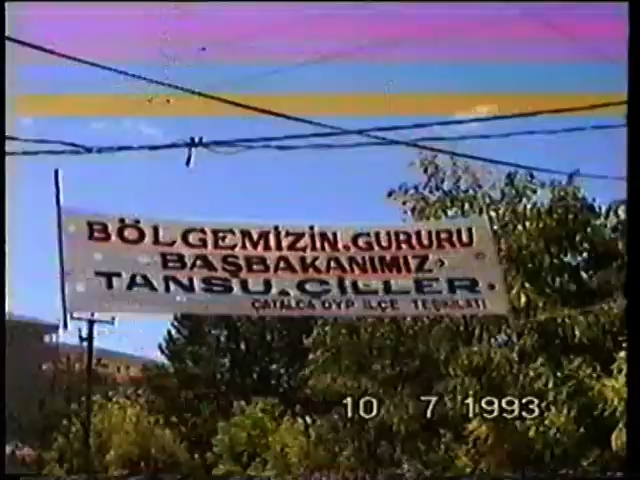 BÖLGEMİZİN.GURURU
BAŞBAKANIMIZ
TANSU.ÇİLLER.
ÇATALCA DYP İLÇE TEŞKİLATI
10 7 1993